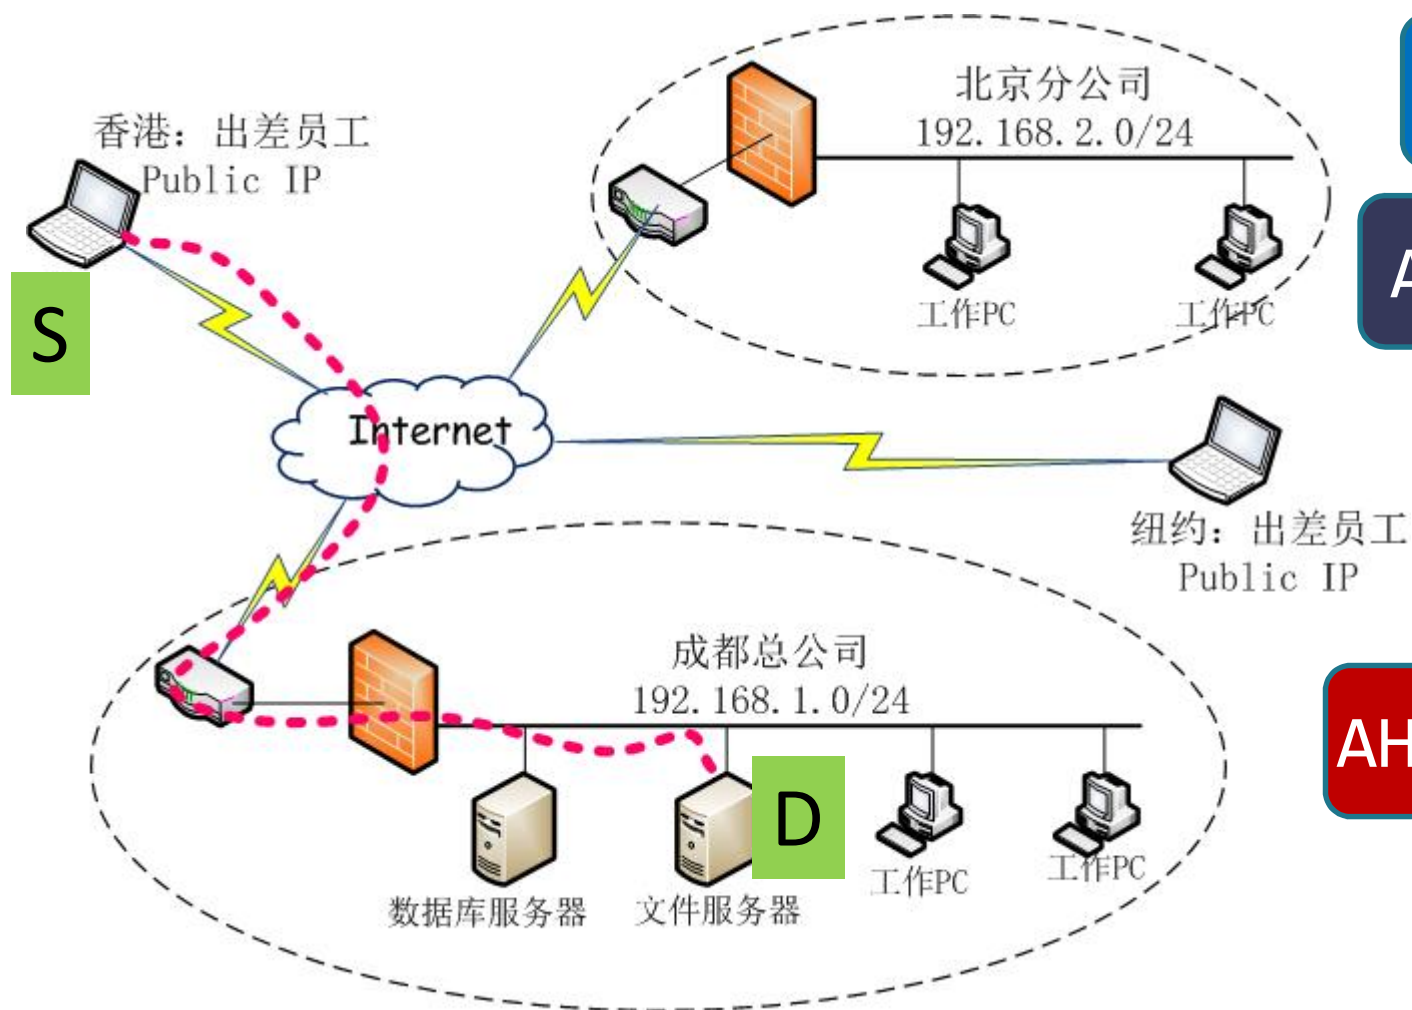 北京分公司
192.168.2.0/24
香港：出差员工
Public IP
A
工作PC
工作PC
S
Internet
纽约：出差员工
Public IP
成都总公司
192.168.1.0/24
AH
D
工作PC
工作PC
数据库服务器
文件服务器